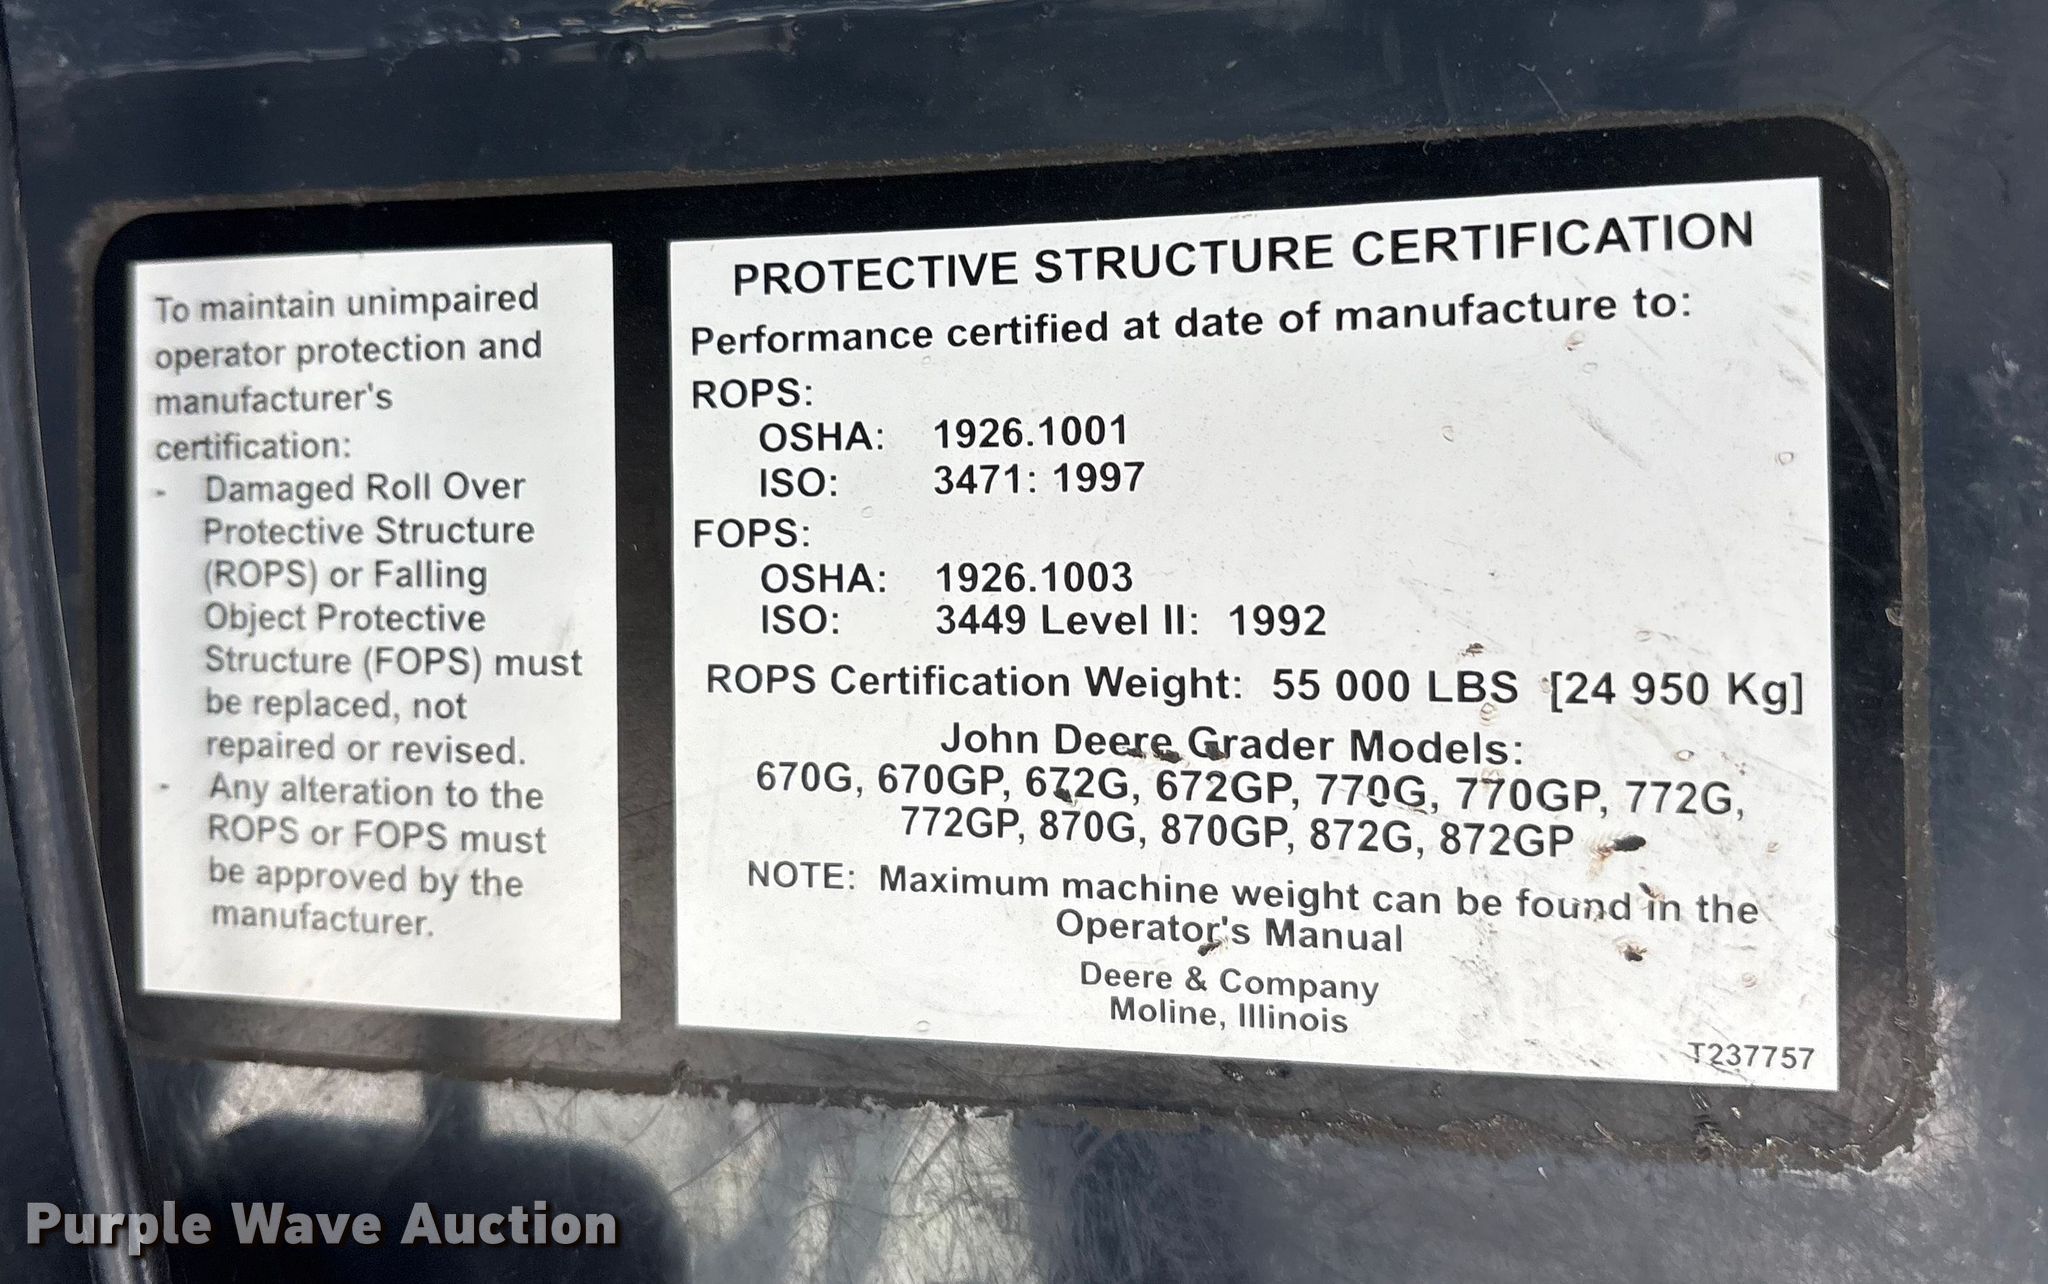 To maintain unimpaired
operator protection and
manufacturer's
certification:
- Damaged Roll Over
Protective Structure
(ROPS) or Falling
Object Protective
Structure (FOPS) must
be replaced, not
repaired or revised.
- Any alteration to the
ROPS or FOPS must
be approved by the
manufacturer.
PROTECTIVE STRUCTURE CERTIFICATION
Performance certified at date of manufacture to:
ROPS:
OSHA: 1926.1001
ISO: 3471: 1997
FOPS:
OSHA: 1926.1003
ISO: 3449 Level II: 1992
ROPS Certification Weight: 55 000 LBS [24 950 Kg]
John Deere Grader Models:
670G, 670GP, 672G, 672GP, 770G, 770GP, 772G,
772GP, 870G, 870GP, 872G, 872GP
NOTE: Maximum machine weight can be found in the
Operator's Manual
Deere & Company
Moline, Illinois
T237757
Purple Wave Auction